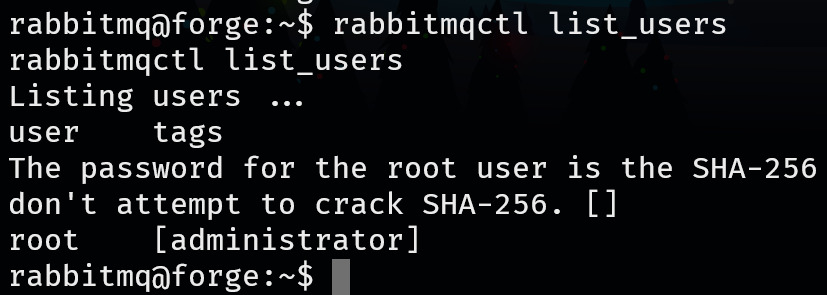 rabbitmq@forge:~$ rabbitmqctl list_users
rabbitmqctl list_users
Listing users ...
user    tags
The password for the root user is the SHA-256
don't attempt to crack SHA-256. []
root    [administrator]
rabbitmq@forge:~$